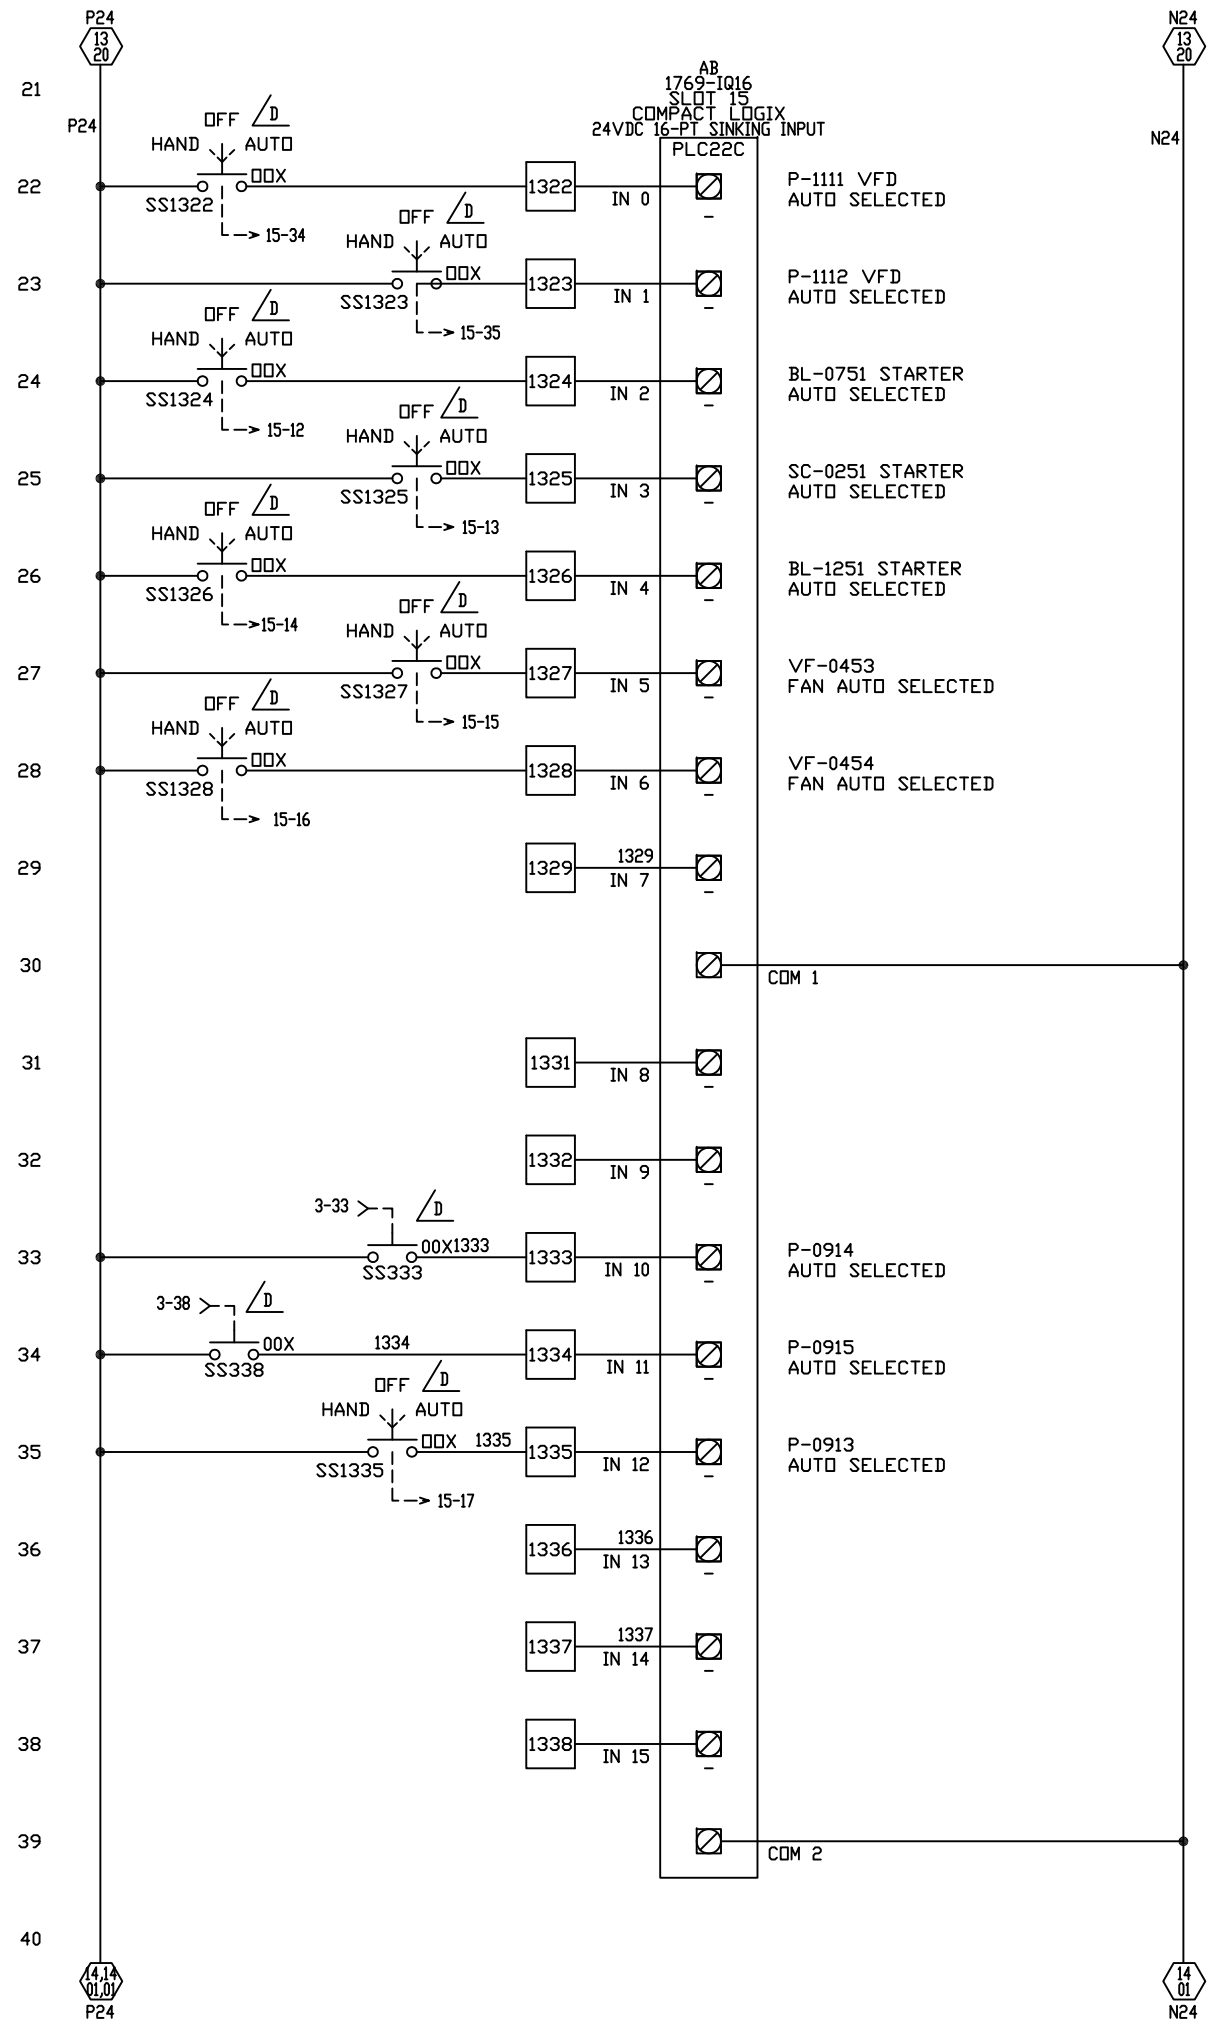 P24
13
20
N24
13
20
21
AB
1769-IQ16
SLOT 15
COMPACT LOGIX
24VDC 16-PT SINKING INPUT
PLC22C
P24
N24
OFF D
HAND AUTO
OOX
22
SS1322
15-34
1322
IN 0
P-1111 VFD
AUTO SELECTED
OFF D
HAND AUTO
OOX
23
SS1323
15-35
1323
IN 1
P-1112 VFD
AUTO SELECTED
OFF D
HAND AUTO
OOX
24
SS1324
15-12
1324
IN 2
BL-0751 STARTER
AUTO SELECTED
OFF D
HAND AUTO
OOX
25
SS1325
15-13
1325
IN 3
SC-0251 STARTER
AUTO SELECTED
OFF D
HAND AUTO
OOX
26
SS1326
15-14
1326
IN 4
BL-1251 STARTER
AUTO SELECTED
OFF D
HAND AUTO
OOX
27
SS1327
15-15
1327
IN 5
VF-0453
FAN AUTO SELECTED
OFF D
HAND AUTO
OOX
28
SS1328
15-16
1328
IN 6
VF-0454
FAN AUTO SELECTED
29
1329
1329
IN 7
30
COM 1
31
1331
IN 8
32
1332
IN 9
3-33
D
33
00X1333
SS333
1333
IN 10
P-0914
AUTO SELECTED
3-38
D
34
00X
1334
SS338
1334
IN 11
P-0915
AUTO SELECTED
OFF D
HAND AUTO
35
OOX 1335
SS1335
15-17
1335
IN 12
P-0913
AUTO SELECTED
36
1336
1336
IN 13
37
1337
1337
IN 14
38
1338
IN 15
39
COM 2
40
14,14
01,01
P24
14
01
N24